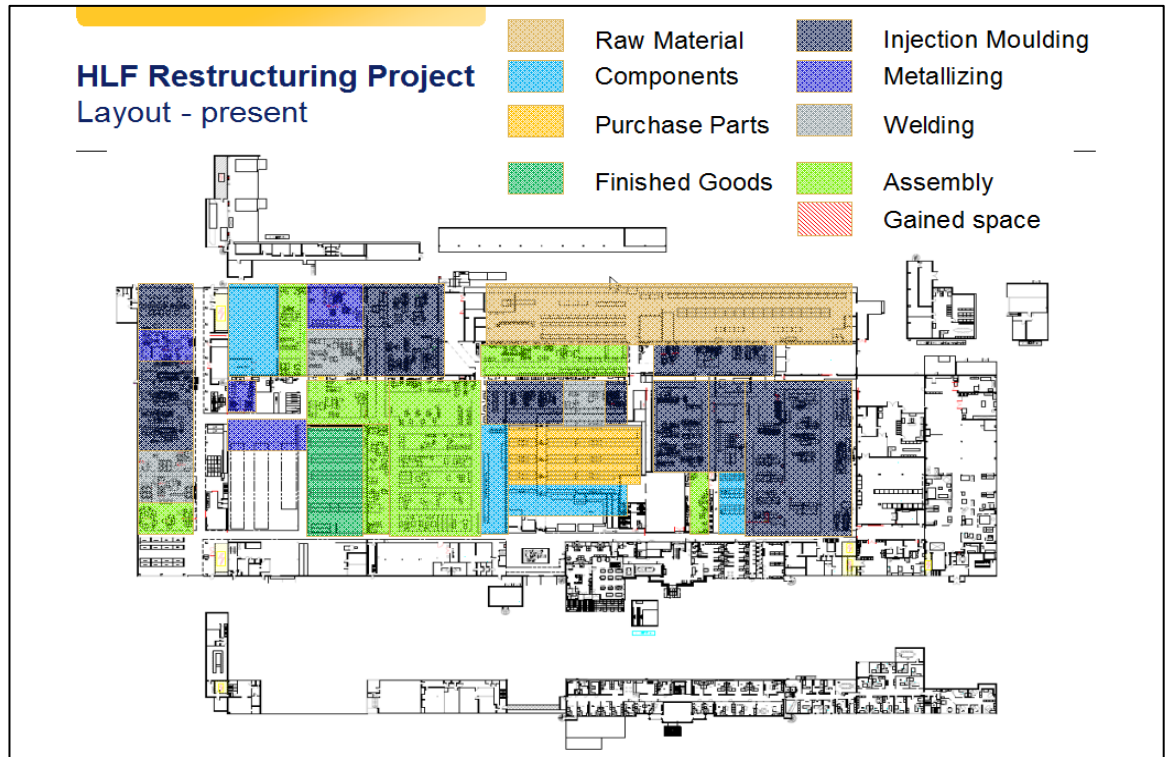 HLF Restructuring Project
Layout - present
Raw Material
Components
Purchase Parts
Finished Goods
Injection Moulding
Metallizing
Welding
Assembly
Gained space